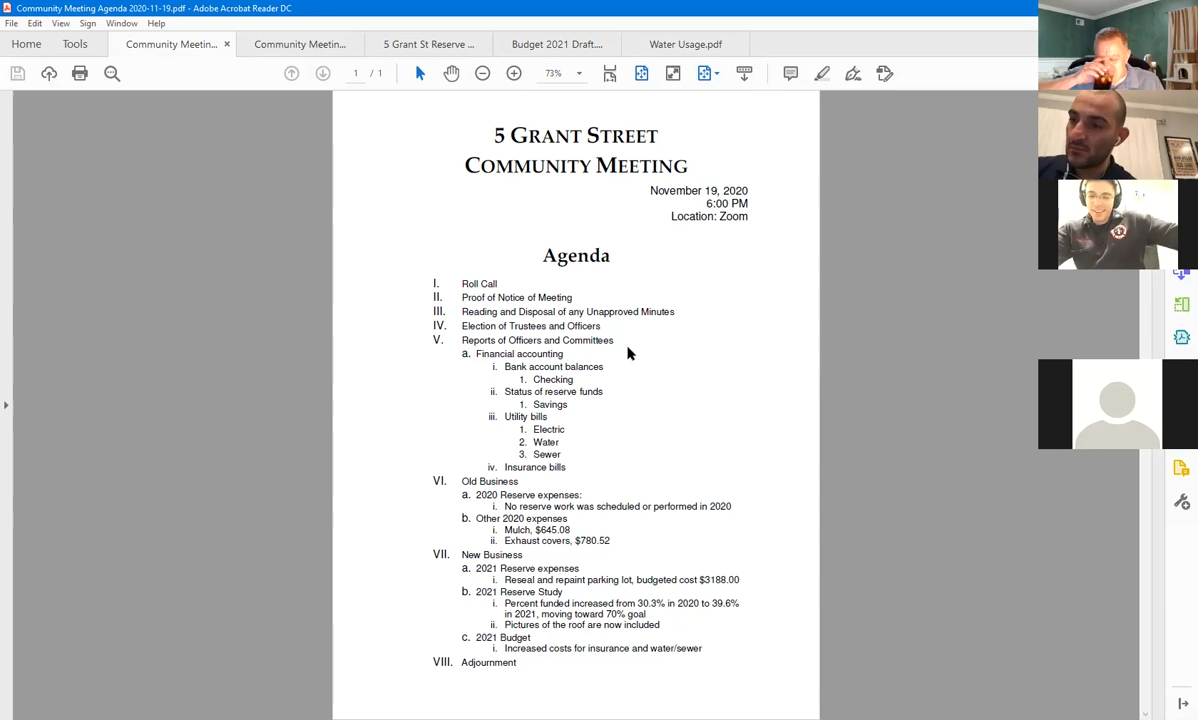 Community Meeting Agenda 2020-11-19.pdf - Adobe Acrobat Reader DC
File Edit View Sign Window Help
Home Tools Community Meetin... × Community Meetin... 5 Grant St Reserve ... Budget 2021 Draft.... Water Usage.pdf
1 / 1 73%
5 GRANT STREET
COMMUNITY MEETING
November 19, 2020
6:00 PM
Location: Zoom
Agenda
I. Roll Call
II. Proof of Notice of Meeting
III. Reading and Disposal of any Unapproved Minutes
IV. Election of Trustees and Officers
V. Reports of Officers and Committees
a. Financial accounting
i. Bank account balances
1. Checking
ii. Status of reserve funds
1. Savings
iii. Utility bills
1. Electric
2. Water
3. Sewer
iv. Insurance bills
VI. Old Business
a. 2020 Reserve expenses:
i. No reserve work was scheduled or performed in 2020
b. Other 2020 expenses
i. Mulch, $645.08
ii. Exhaust covers, $780.52
VII. New Business
a. 2021 Reserve expenses
i. Reseal and repaint parking lot, budgeted cost $3188.00
b. 2021 Reserve Study
i. Percent funded increased from 30.3% in 2020 to 39.6%
in 2021, moving toward 70% goal
ii. Pictures of the roof are now included
c. 2021 Budget
i. Increased costs for insurance and water/sewer
VIII. Adjournment